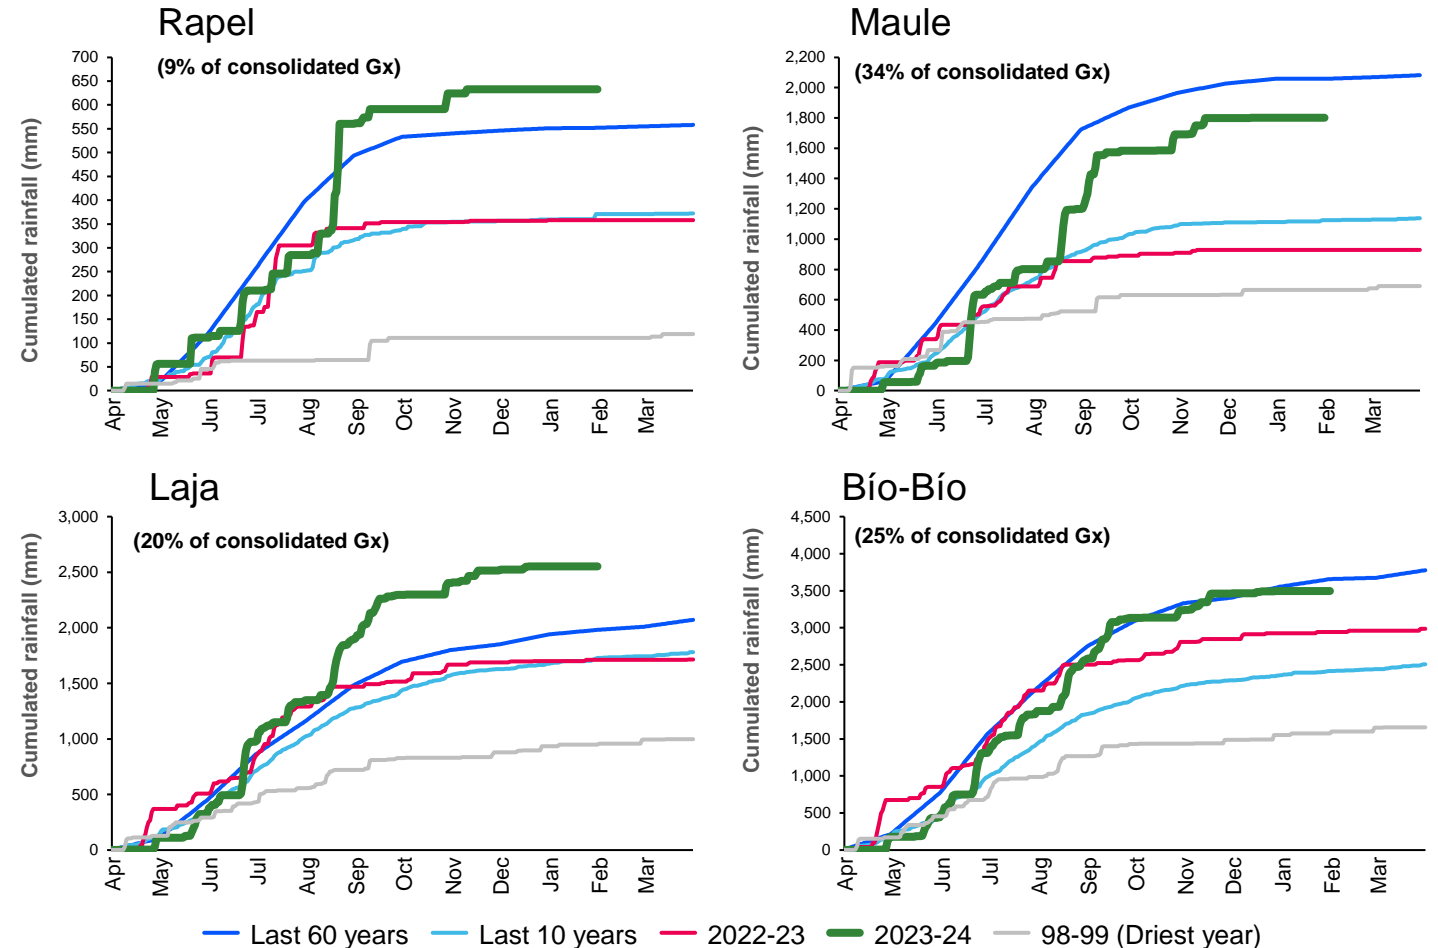 Rapel
(9% of consolidated Gx)
Cumulated rainfall (mm)
700
650
600
550
500
450
400
350
300
250
200
150
100
50
0
Apr May Jun Jul Aug Sep Oct Nov Dec Jan Feb Mar
Maule
(34% of consolidated Gx)
Cumulated rainfall (mm)
2,200
2,000
1,800
1,600
1,400
1,200
1,000
800
600
400
200
0
Apr May Jun Jul Aug Sep Oct Nov Dec Jan Feb Mar
Laja
(20% of consolidated Gx)
Cumulated rainfall (mm)
3,000
2,500
2,000
1,500
1,000
500
0
Apr May Jun Jul Aug Sep Oct Nov Dec Jan Feb Mar
Bío-Bío
(25% of consolidated Gx)
Cumulated rainfall (mm)
4,500
4,000
3,500
3,000
2,500
2,000
1,500
1,000
500
0
Apr May Jun Jul Aug Sep Oct Nov Dec Jan Feb Mar
Last 60 years Last 10 years 2022-23 2023-24 98-99 (Driest year)